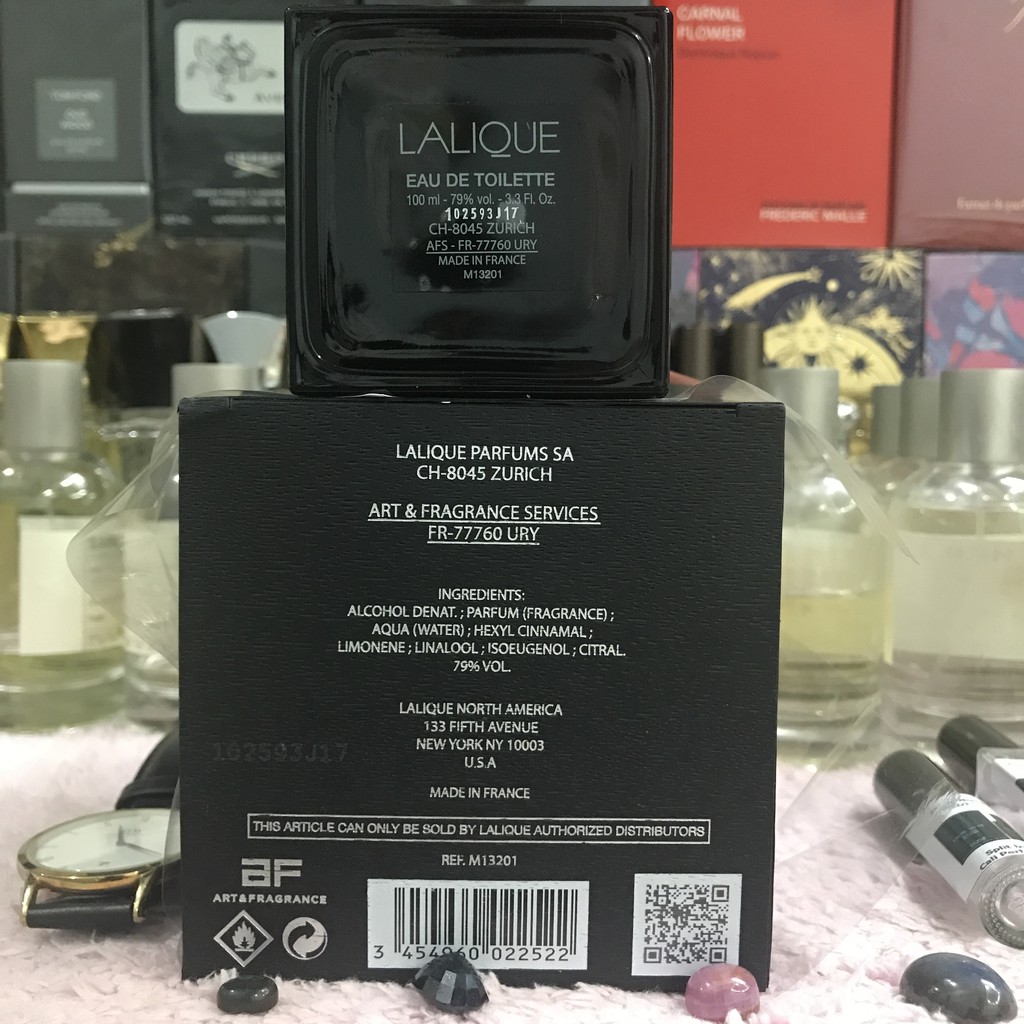 CARNAL
FLOWER
FREDERIC MALLE
LALIQUE
EAU DE TOILETTE
100 ml - 79% vol. - 3.3 Fl. Oz.
102593J17
CH-8045 ZURICH
AFS - FR-77760 URY
MADE IN FRANCE
M13201
LALIQUE PARFUMS SA
CH-8045 ZURICH
ART & FRAGRANCE SERVICES
FR-77760 URY
INGREDIENTS:
ALCOHOL DENAT. ; PARFUM (FRAGRANCE) ;
AQUA (WATER) ; HEXYL CINNAMAL ;
LIMONENE ; LINALOOL ; ISOEUGENOL ; CITRAL.
79% VOL.
LALIQUE NORTH AMERICA
133 FIFTH AVENUE
NEW YORK NY 10003
U.S.A
102593J17
MADE IN FRANCE
THIS ARTICLE CAN ONLY BE SOLD BY LALIQUE AUTHORIZED DISTRIBUTORS
REF. M13201
aF
ART&FRAGRANCE
3 454960 022522